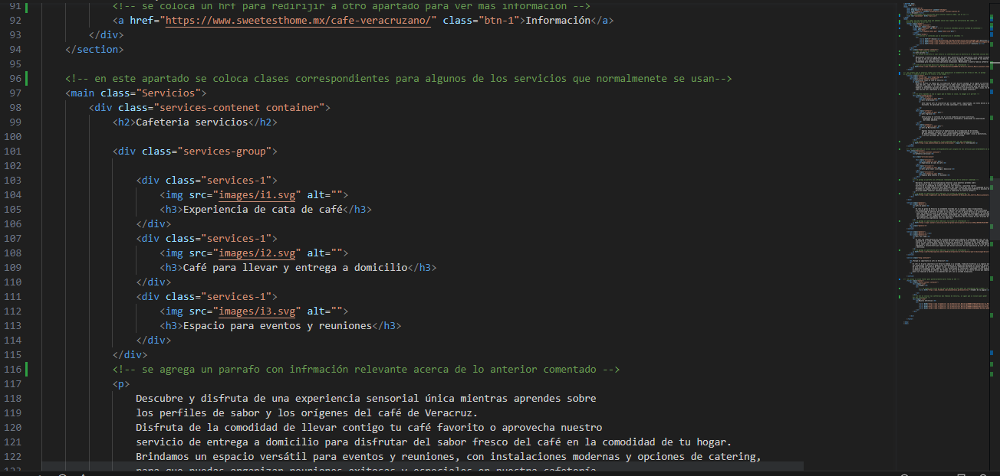 91 <!-- se coloca un hrf para redirijir a otro apartado para ver mas informacion -->
92 <a href="https://www.sweetesthome.mx/cafe-veracruzano/" class="btn-1">Información</a>
93 </div>
94 </section>
95
96 <!-- en este apartado se coloca clases correspondientes para algunos de los servicios que normalmenete se usan-->
97 <main class="Servicios">
98 <div class="services-contenet container">
99 <h2>Cafeteria servicios</h2>
100
101 <div class="services-group">
102
103 <div class="services-1">
104 <img src="images/i1.svg" alt="">
105 <h3>Experiencia de cata de café</h3>
106 </div>
107 <div class="services-1">
108 <img src="images/i2.svg" alt="">
109 <h3>Café para llevar y entrega a domicilio</h3>
110 </div>
111 <div class="services-1">
112 <img src="images/i3.svg" alt="">
113 <h3>Espacio para eventos y reuniones</h3>
114 </div>
115 </div>
116 <!-- se agrega un parrafo con infrmación relevante acerca de lo anterior comentado -->
117 <p>
118 Descubre y disfruta de una experiencia sensorial única mientras aprendes sobre
119 los perfiles de sabor y los orígenes del café de Veracruz.
120 Disfruta de la comodidad de llevar contigo tu café favorito o aprovecha nuestro
121 servicio de entrega a domicilio para disfrutar del sabor fresco del café en la comodidad de tu hogar.
122 Brindamos un espacio versátil para eventos y reuniones, con instalaciones modernas y opciones de catering,
123 para que puedas organizar reuniones exitosas y especiales en nuestra cafetería